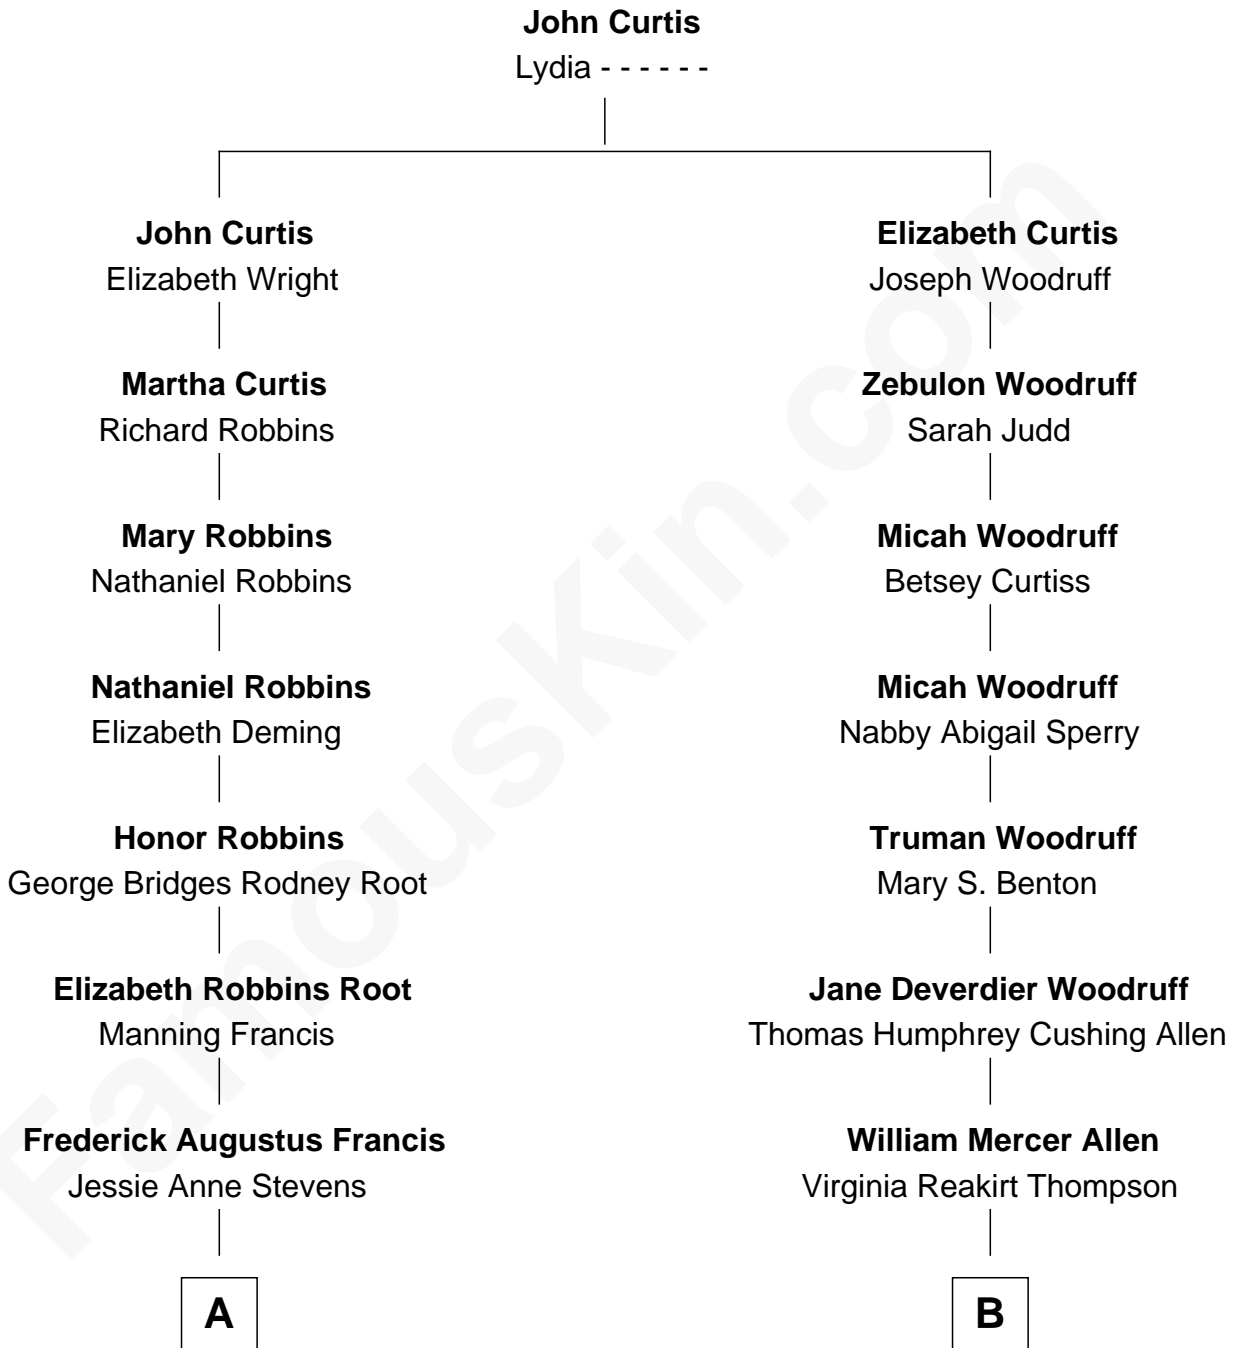 John Curtis
Lydia - - - - - -
John Curtis
Elizabeth Wright
Elizabeth Curtis
Joseph Woodruff
Martha Curtis
Richard Robbins
Zebulon Woodruff
Sarah Judd
Mary Robbins
Nathaniel Robbins
Micah Woodruff
Betsey Curtiss
Nathaniel Robbins
Elizabeth Deming
Micah Woodruff
Nabby Abigail Sperry
Honor Robbins
George Bridges Rodney Root
Truman Woodruff
Mary S. Benton
Elizabeth Robbins Root
Manning Francis
Jane Deverdier Woodruff
Thomas Humphrey Cushing Allen
Frederick Augustus Francis
Jessie Anne Stevens
William Mercer Allen
Virginia Reakirt Thompson
A
B
FamousKin.com